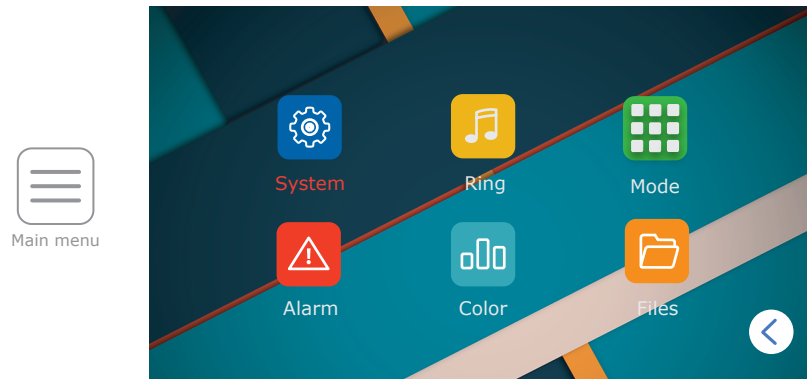 Main menu
System
Ring
Mode
Alarm
Color
Files